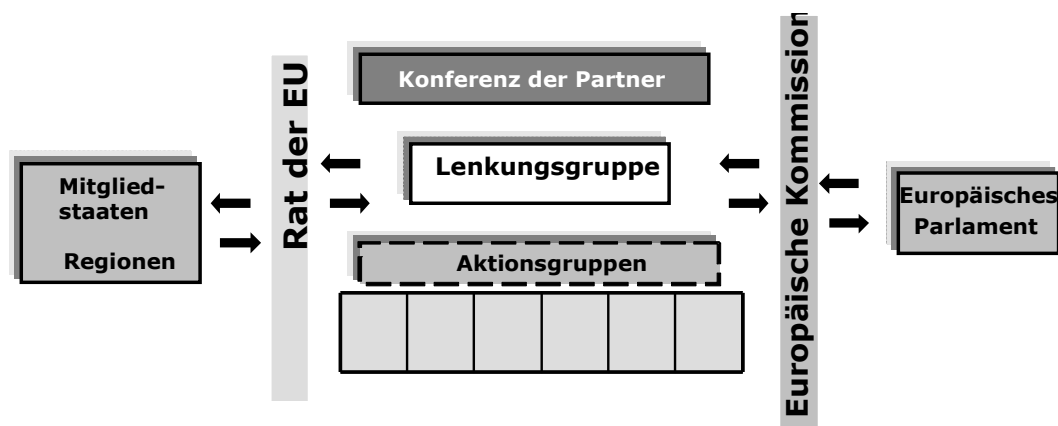 Konferenz der Partner
Rat der EU
Lenkungsgruppe
Europäische Kommission
Mitglied-
staaten
Regionen
Europäisches
Parlament
Aktionsgruppen